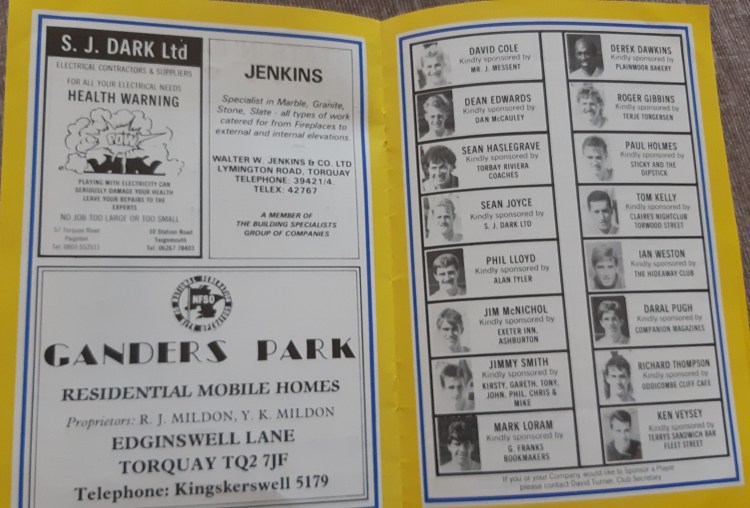 S. J. DARK Ltd
ELECTRICAL CONTRACTORS & SUPPLIERS
FOR ALL YOUR ELECTRICAL NEEDS
HEALTH WARNING
POW
PLAYING WITH ELECTRICITY CAN
SERIOUSLY DAMAGE YOUR HEALTH
LEAVE YOUR REPAIRS TO THE
EXPERTS
NO JOB TOO LARGE OR TOO SMALL
57 Torquay Road
Paignton
10 Station Road
Teignmouth
JENKINS
Specialist in Marble, Granite,
Stone, Slate - all types of work
catered for from Fireplaces to
external and internal elevations.
WALTER W. JENKINS & CO. LTD
LYMINGTON ROAD, TORQUAY
TELEPHONE: 39421/4.
TELEX: 42767
A MEMBER OF
THE BUILDING SPECIALISTS
GROUP OF COMPANIES
NFSO
GANDERS PARK
RESIDENTIAL MOBILE HOMES
Proprietors: R. J. MILDON, Y. K. MILDON
EDGINSWELL LANE
TORQUAY TQ2 7JF
Telephone: Kingskerswell 5179
DAVID COLE
Kindly sponsored by
MR. J. MESSENT
DEAN EDWARDS
Kindly sponsored by
DAN McCAULEY
SEAN HASLEGRAVE
Kindly sponsored by
TORBAY RIVIERA
COACHES
SEAN JOYCE
Kindly sponsored by
S. J. DARK LTD
PHIL LLOYD
Kindly sponsored by
ALAN TYLER
JIM McNICHOL
Kindly sponsored by
EXETER INN,
ASHBURTON
JIMMY SMITH
Kindly sponsored by
KIRSTY, GARETH, TONY,
JOHN, PHIL, CHRIS &
MIKE
MARK LORAM
Kindly sponsored by
G. FRANKS
BOOKMAKERS
DEREK DAWKINS
Kindly sponsored by
PLAINMOOR BAKERY
ROGER GIBBINS
Kindly sponsored by
TERJE TORGERSEN
PAUL HOLMES
Kindly sponsored by
STICKY AND THE
DIPSTICK
TOM KELLY
Kindly sponsored by
CLAIRES NIGHTCLUB
TORWOOD STREET
IAN WESTON
Kindly sponsored by
THE HIDEAWAY CLUB
DARAL PUGH
Kindly sponsored by
COMPANION MAGAZINES
RICHARD THOMPSON
Kindly sponsored by
ODDICOMBE CLIFF CAFE
KEN VEYSEY
Kindly sponsored by
TERRYS SANDWICH BAR
FLEET STREET
If you or your Company would like to Sponsor a Player
please contact David Turner, Club Secretary